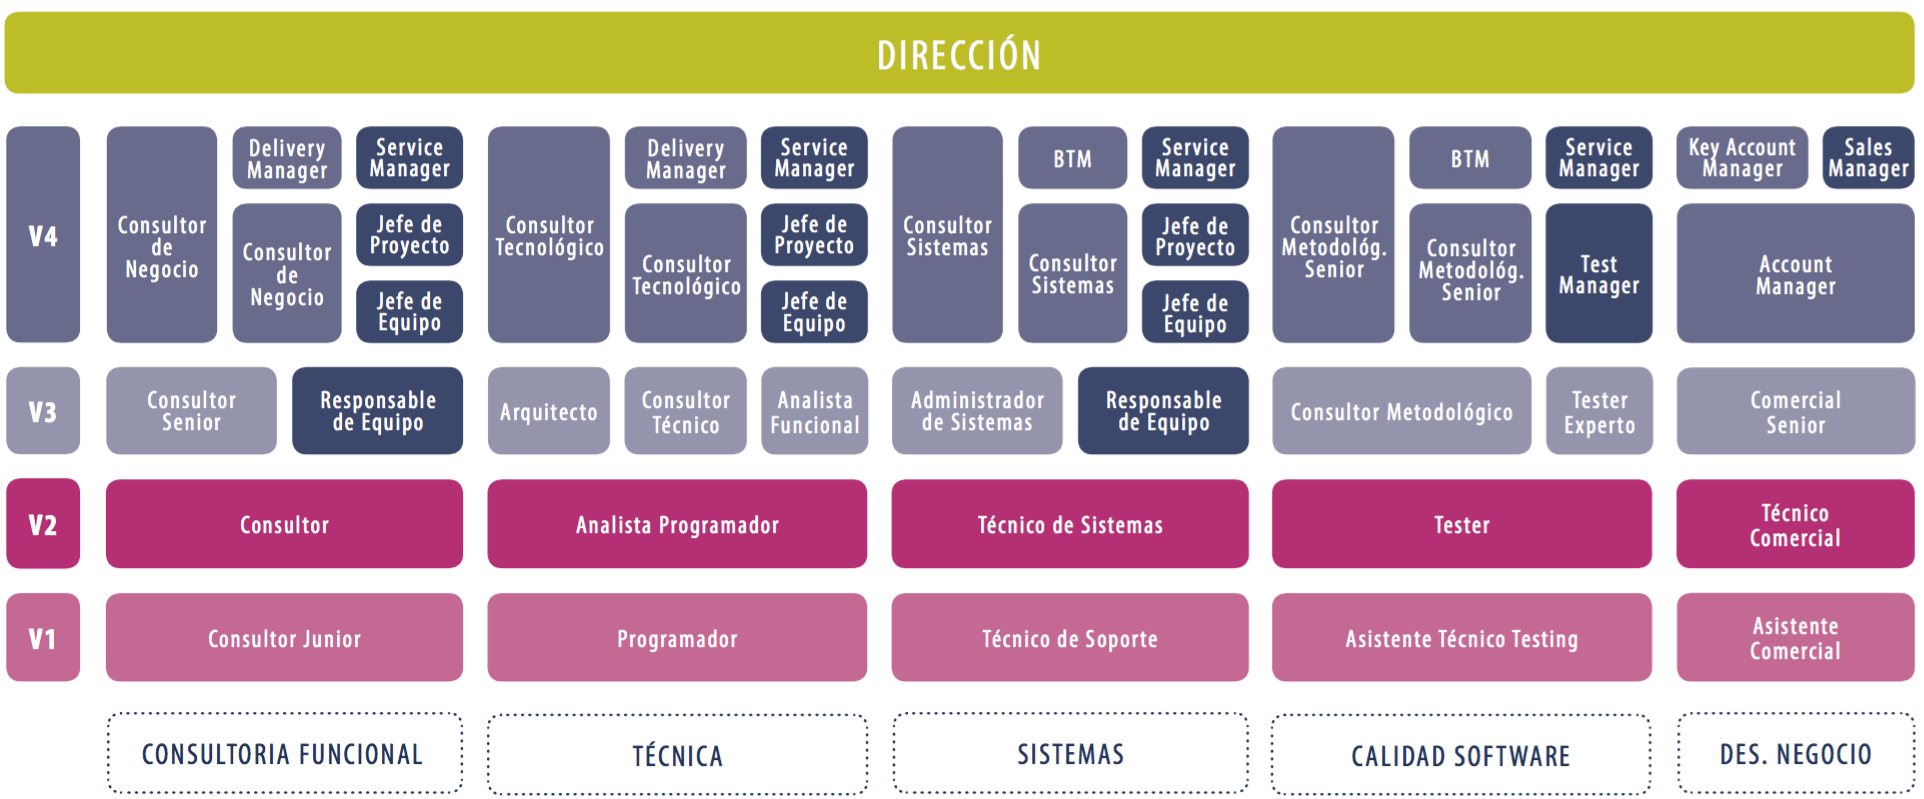 DIRECCIÓN
V4
Consultor
de
Negocio
Delivery
Manager
Consultor
de
Negocio
Service
Manager
Jefe de
Proyecto
Jefe de
Equipo
Consultor
Tecnológico
Delivery
Manager
Consultor
Tecnológico
Service
Manager
Jefe de
Proyecto
Jefe de
Equipo
Consultor
Sistemas
BTM
Consultor
Sistemas
Service
Manager
Jefe de
Proyecto
Jefe de
Equipo
Consultor
Metodológ.
Senior
BTM
Consultor
Metodológ.
Senior
Service
Manager
Test
Manager
Key Account
Manager
Sales
Manager
Account
Manager
V3
Consultor
Senior
Responsable
de Equipo
Arquitecto
Consultor
Técnico
Analista
Funcional
Administrador
de Sistemas
Responsable
de Equipo
Consultor Metodológico
Tester
Experto
Comercial
Senior
V2
Consultor
Analista Programador
Técnico de Sistemas
Tester
Técnico
Comercial
V1
Consultor Junior
Programador
Técnico de Soporte
Asistente Técnico Testing
Asistente
Comercial
CONSULTORIA FUNCIONAL
TÉCNICA
SISTEMAS
CALIDAD SOFTWARE
DES. NEGOCIO